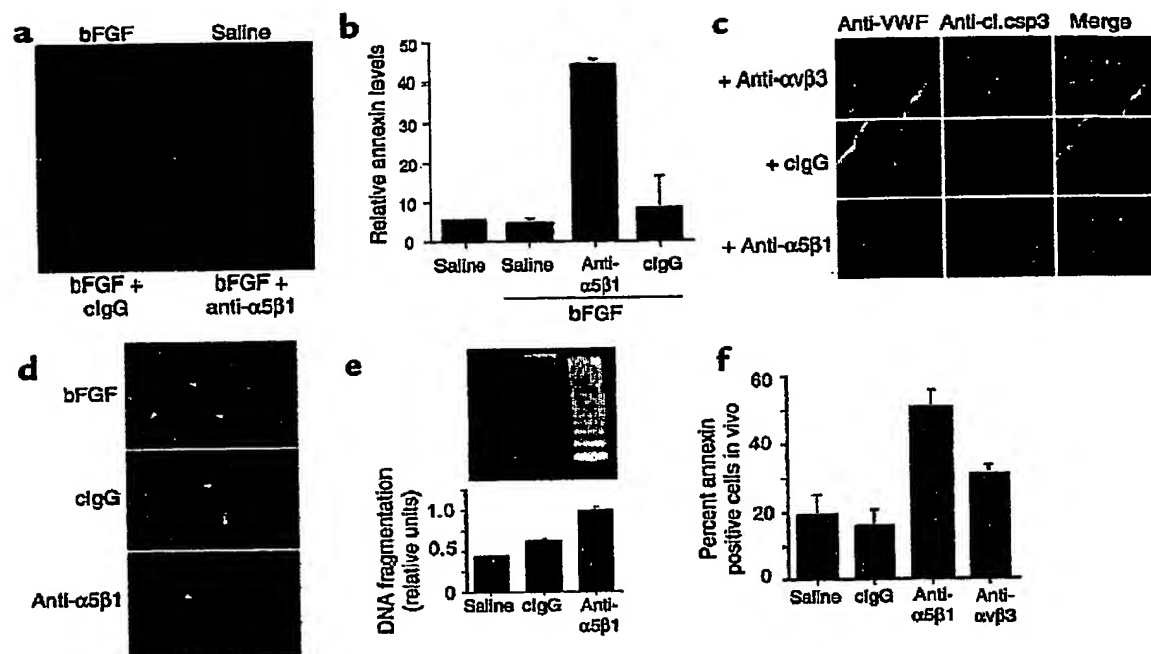 a
bFGF Saline
bFGF + cIgG
bFGF + anti-α5β1
b
Relative annexin levels
50
40
30
20
10
0
Saline Saline Anti-α5β1 cIgG
bFGF
c
Anti-VWF Anti-cl.csp3 Merge
+ Anti-αvβ3
+ cIgG
+ Anti-α5β1
d
bFGF
cIgG
Anti-α5β1
e
DNA fragmentation
(relative units)
1.0
0.5
0
Saline cIgG Anti-α5β1
f
Percent annexin
positive cells in vivo
60
40
20
0
Saline cIgG Anti-α5β1 Anti-αvβ3